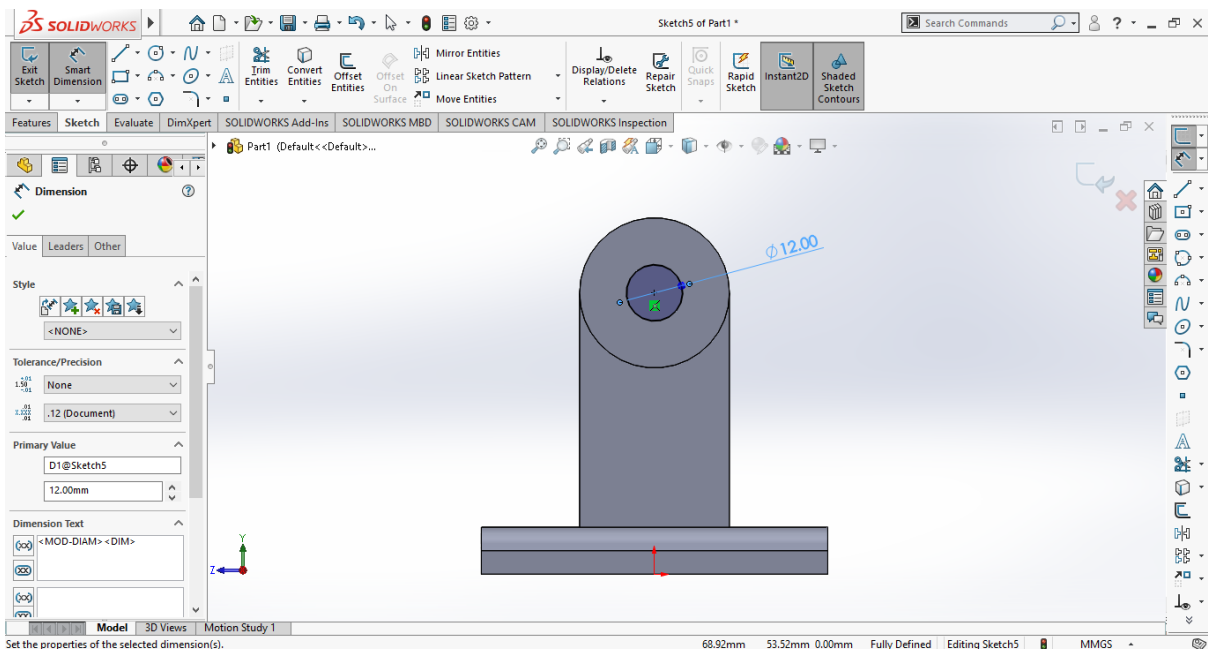 SOLIDWORKS
Sketch5 of Part1 *
Search Commands
?
Exit Sketch
Smart Dimension
Trim Entities
Convert Entities
Offset Entities
Offset On Surface
Mirror Entities
Linear Sketch Pattern
Move Entities
Display/Delete Relations
Repair Sketch
Quick Snaps
Rapid Sketch
Instant2D
Shaded Sketch Contours
Features Sketch Evaluate DimXpert SOLIDWORKS Add-Ins SOLIDWORKS MBD SOLIDWORKS CAM SOLIDWORKS Inspection
Part1 (Default<<Default>...
Dimension
Value Leaders Other
Style
<NONE>
Tolerance/Precision
None
.12 (Document)
Primary Value
D1@Sketch5
12.00mm
Dimension Text
<MOD-DIAM><DIM>
Ø12.00
Y
Z
Model 3D Views Motion Study 1
Set the properties of the selected dimension(s).
68.92mm 53.52mm 0.00mm Fully Defined Editing Sketch5 MMGS